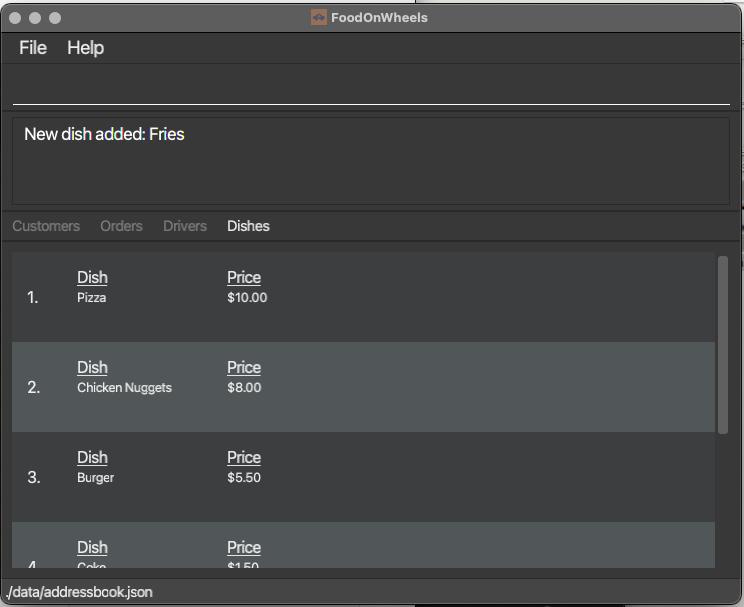 FoodOnWheels
File Help
New dish added: Fries
Customers Orders Drivers Dishes
Dish Price
1. Pizza $10.00
Dish Price
2. Chicken Nuggets $8.00
Dish Price
3. Burger $5.50
Dish Price
4. Coke $1.50
./data/addressbook.json